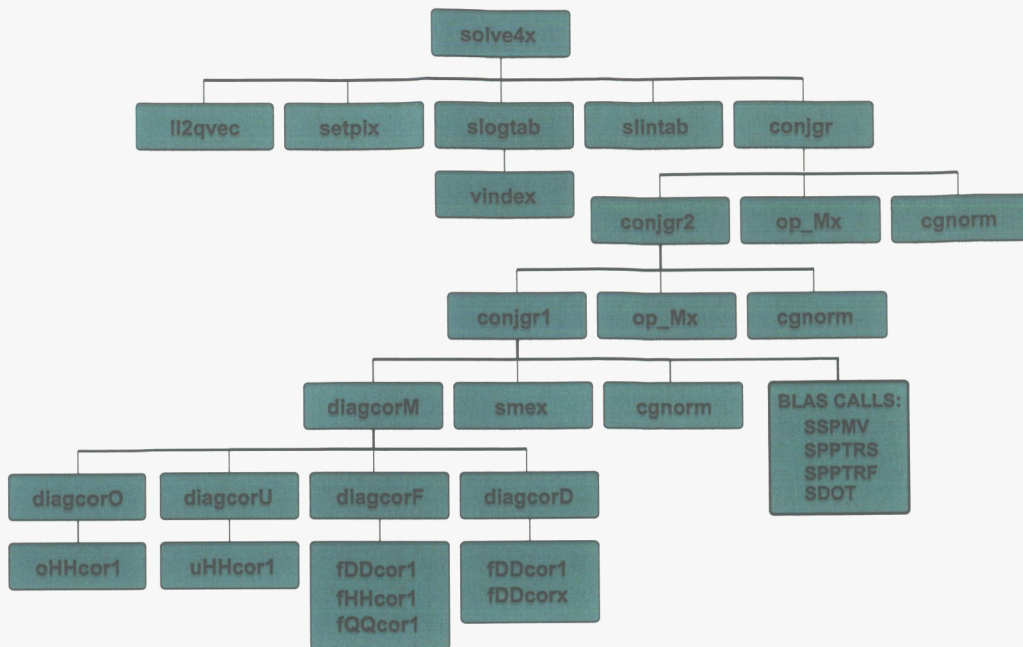 solve4x
ll2qvec setpix slogtab slintab conjgr
vindex
conjgr2 op_Mx cgnorm
conjgr1 op_Mx cgnorm
diagcorM smex cgnorm
BLAS CALLS:
SSPMV
SPPTRS
SPPTRF
SDOT
diagcorO diagcorU diagcorF diagcorD
oHHcor1 uHHcor1
fDDcor1
fHHcor1
fQQcor1
fDDcor1
fDDcorx